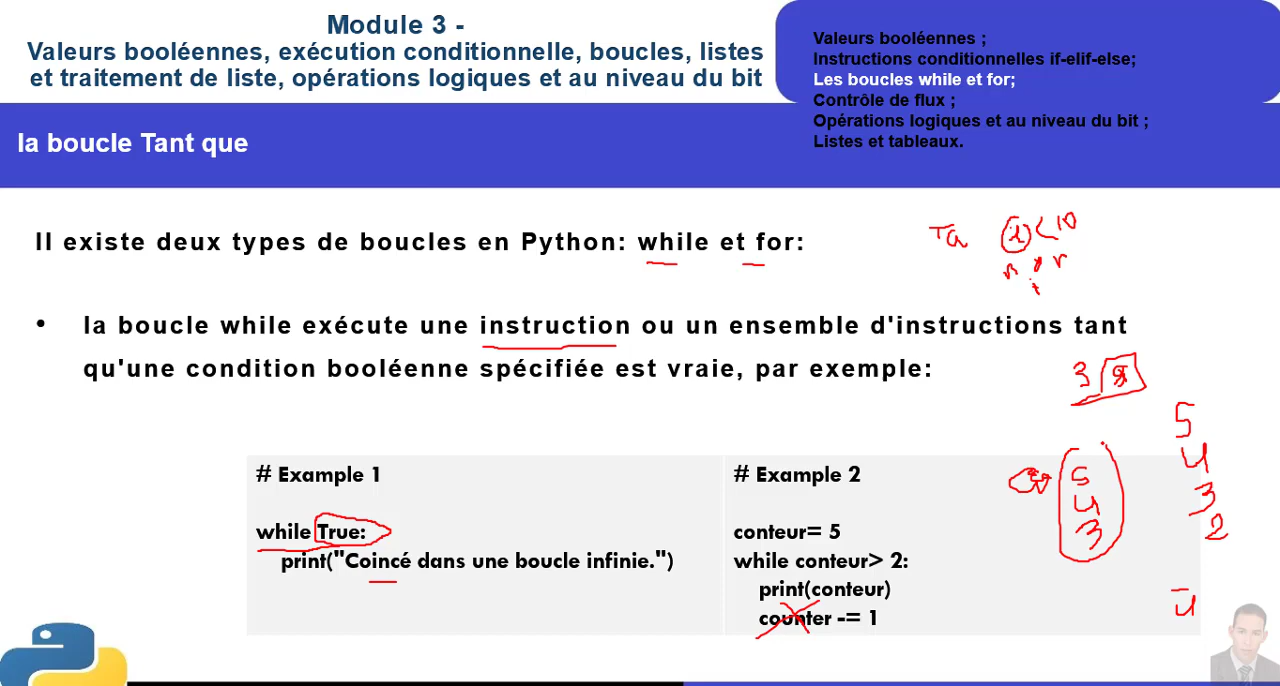 Module 3 -
Valeurs booléennes, exécution conditionnelle, boucles, listes
et traitement de liste, opérations logiques et au niveau du bit
Valeurs booléennes ;
Instructions conditionnelles if-elif-else;
Les boucles while et for;
Contrôle de flux ;
Opérations logiques et au niveau du bit ;
Listes et tableaux.
la boucle Tant que
Il existe deux types de boucles en Python: while et for:
Ta i < 10
• la boucle while exécute une instruction ou un ensemble d'instructions tant
qu'une condition booléenne spécifiée est vraie, par exemple:
3
# Example 1
while True:
print("Coincé dans une boucle infinie.")
# Example 2
conteur= 5
while conteur> 2:
print(conteur)
counter -= 1
5
4
3
5
4
3
2
4